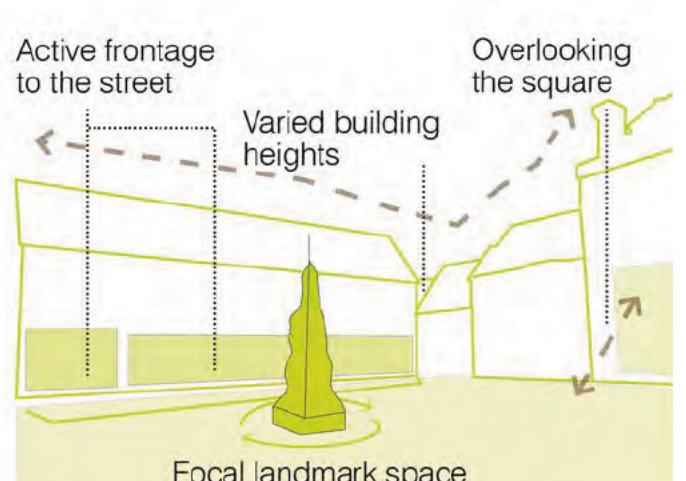 Active frontage
to the street
Overlooking
the square
Varied building
heights
Focal landmark space